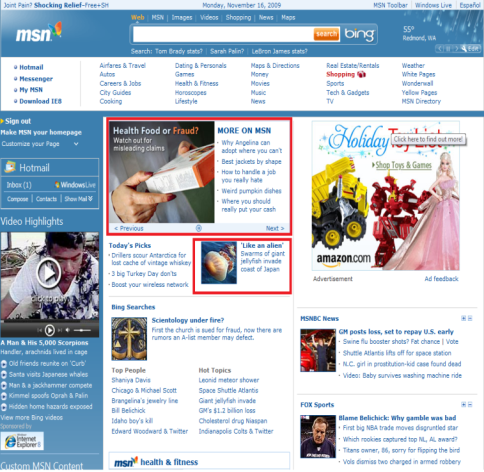 Joint Pain? Shocking Relief-Free+SH
Monday, November 16, 2009
MSN Toolbar | Windows Live | Español
Web | MSN | Images | Videos | Shopping | News | Maps
msn
search
bing
Search: Tom Brady stats? | Sarah Palin? | LeBron James stats?
55°
Redmond, WA
Edit
Hotmail
Messenger
My MSN
Download IE8
Airfares & Travel
Autos
Careers & Jobs
City Guides
Cooking
Dating & Personals
Games
Health & Fitness
Horoscopes
Lifestyle
Maps & Directions
Money
Movies
Music
News
Real Estate/Rentals
Shopping
Sports
Tech & Gadgets
TV
Weather
White Pages
Wonderwall
Yellow Pages
MSN Directory
Sign out
Make MSN your homepage
Customize your Page
Hotmail
Inbox (1)
Windows Live
Compose | Contacts | Show Mail
Video Highlights
click to play
A Man & His 5,000 Scorpions
Handler, arachnids lived in cage
Old friends reunite on 'Curb'
Santa visits Japanese whales
Man & a jackhammer compete
Kimmel spoofs Oprah & Palin
Hidden home hazards exposed
View more Bing videos
Sponsored by
Internet Explorer
Custom MSN Content
Health Food or Fraud?
Watch out for
misleading claims
< Previous
Next >
MORE ON MSN
Why Angelina can
adopt where you can't
Best jackets by shape
How to handle a job
you really hate
Weird pumpkin dishes
Where you should
really put your cash
Today's Picks
Drillers scour Antarctica for
lost cache of vintage whiskey
3 big Turkey Day don'ts
Boost your wireless network
'Like an alien'
Swarms of giant
jellyfish invade
coast of Japan
Bing Searches
Scientology under fire?
First the church is sued for fraud, now there are
rumors an A-list member may defect.
Top People
Shaniya Davis
Chicago & Michael Scott
Brangelina's jewelry line
Bill Belichick
Idaho boy's kill
Edward Woodward & Twitter
Hot Topics
Leonid meteor shower
Space Shuttle Atlantis
Giant jellyfish invade
GM's $1.2 billion loss
Cholesterol drug Niaspan
Indianapolis Colts & Twitter
msn health & fitness
Holiday Toy List
Click here to find out more!
Shop Toys & Games
amazon.com
Advertisement
Ad feedback
MSNBC News
GM posts loss, set to repay U.S. early
Swine flu booster shots? Fat chance | Vote
Shuttle Atlantis lifts off for space station
N.C. girl in prostitution-kid case found dead
Video: Baby survives washing machine ride
FOX Sports
Blame Belichick: Why gamble was bad
First big NBA trade moves disgruntled star
Which rookies captured top NL, AL award?
Titans owner, 86, sorry for flipping the bird
Vols dismiss two charged in armed robbery